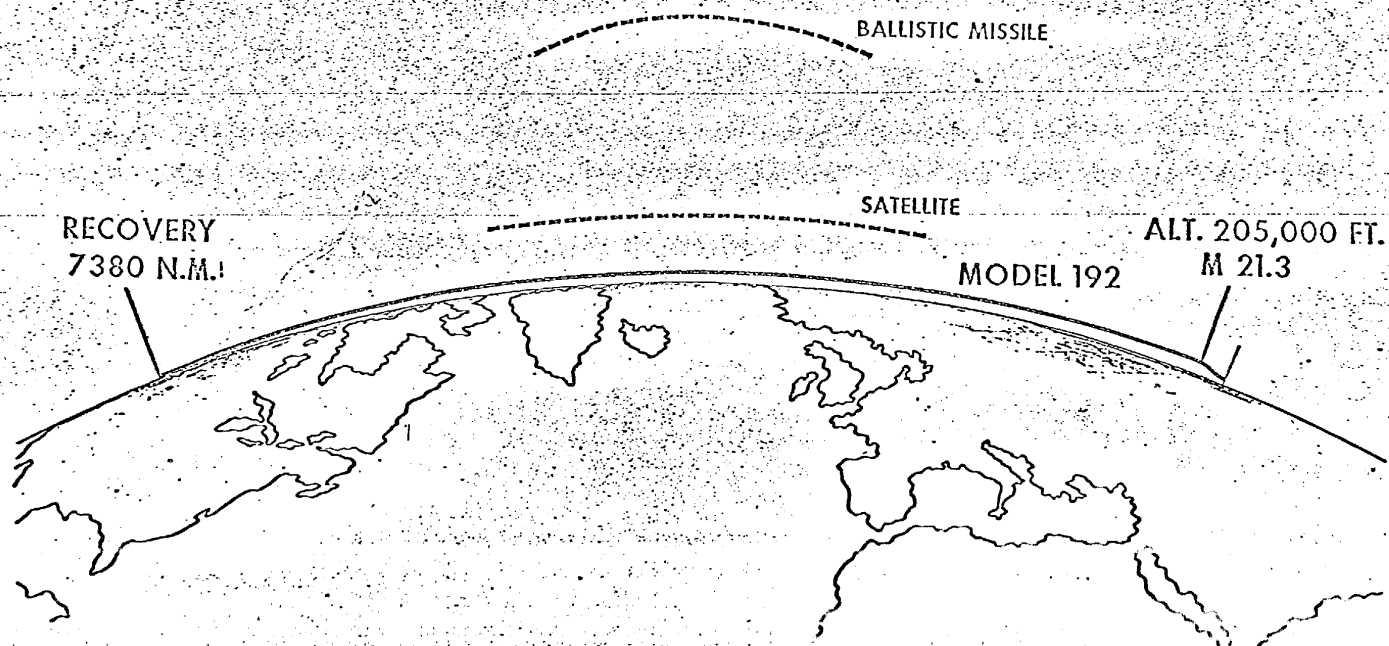 BALLISTIC MISSILE
SATELLITE
RECOVERY
7380 N.M.
ALT. 205,000 FT.
M 21.3
MODEL 192